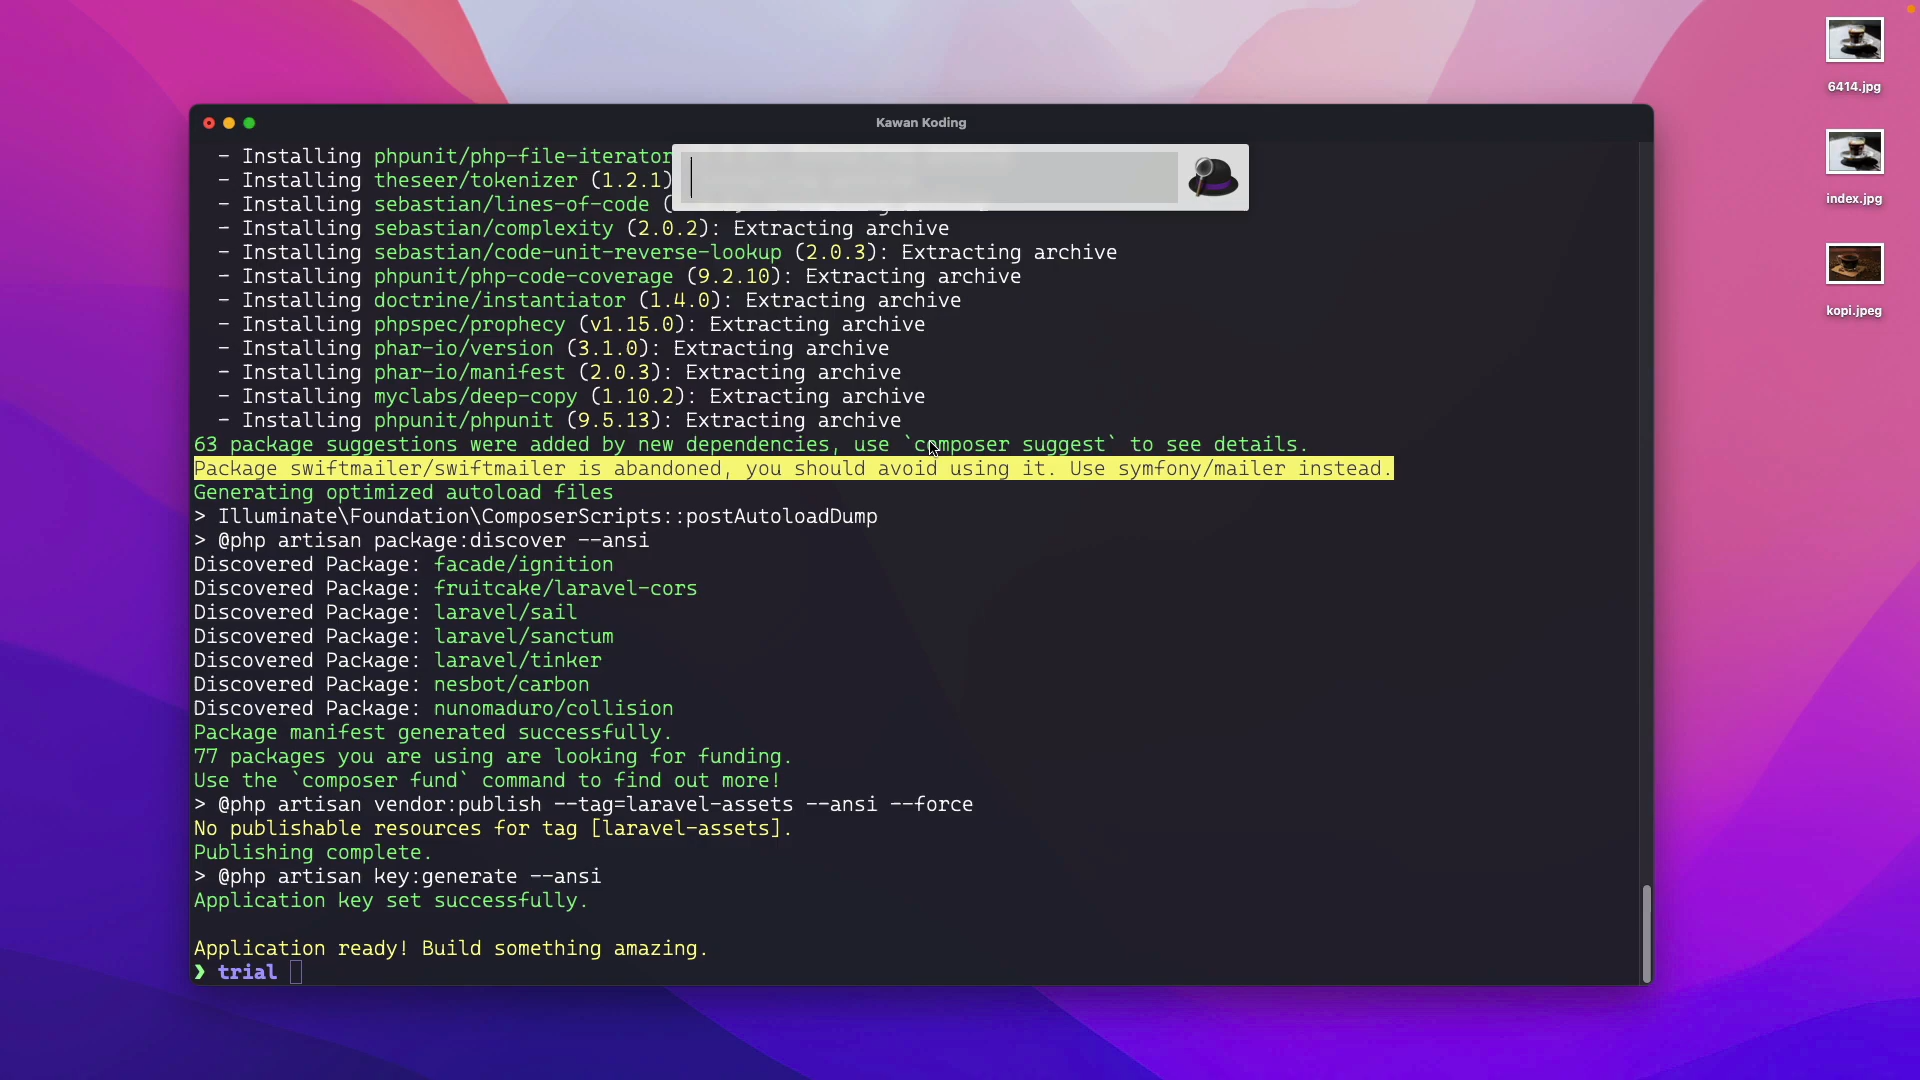 Kawan Koding
- Installing phpunit/php-file-iterator
- Installing theseer/tokenizer (1.2.1)
- Installing sebastian/lines-of-code (
- Installing sebastian/complexity (2.0.2): Extracting archive
- Installing sebastian/code-unit-reverse-lookup (2.0.3): Extracting archive
- Installing phpunit/php-code-coverage (9.2.10): Extracting archive
- Installing doctrine/instantiator (1.4.0): Extracting archive
- Installing phpspec/prophecy (v1.15.0): Extracting archive
- Installing phar-io/version (3.1.0): Extracting archive
- Installing phar-io/manifest (2.0.3): Extracting archive
- Installing myclabs/deep-copy (1.10.2): Extracting archive
- Installing phpunit/phpunit (9.5.13): Extracting archive
63 package suggestions were added by new dependencies, use `composer suggest` to see details.
Package swiftmailer/swiftmailer is abandoned, you should avoid using it. Use symfony/mailer instead.
Generating optimized autoload files
> Illuminate\Foundation\ComposerScripts::postAutoloadDump
> @php artisan package:discover --ansi
Discovered Package: facade/ignition
Discovered Package: fruitcake/laravel-cors
Discovered Package: laravel/sail
Discovered Package: laravel/sanctum
Discovered Package: laravel/tinker
Discovered Package: nesbot/carbon
Discovered Package: nunomaduro/collision
Package manifest generated successfully.
77 packages you are using are looking for funding.
Use the `composer fund` command to find out more!
> @php artisan vendor:publish --tag=laravel-assets --ansi --force
No publishable resources for tag [laravel-assets].
Publishing complete.
> @php artisan key:generate --ansi
Application key set successfully.
Application ready! Build something amazing.
❯ trial
6414.jpg
index.jpg
kopi.jpeg